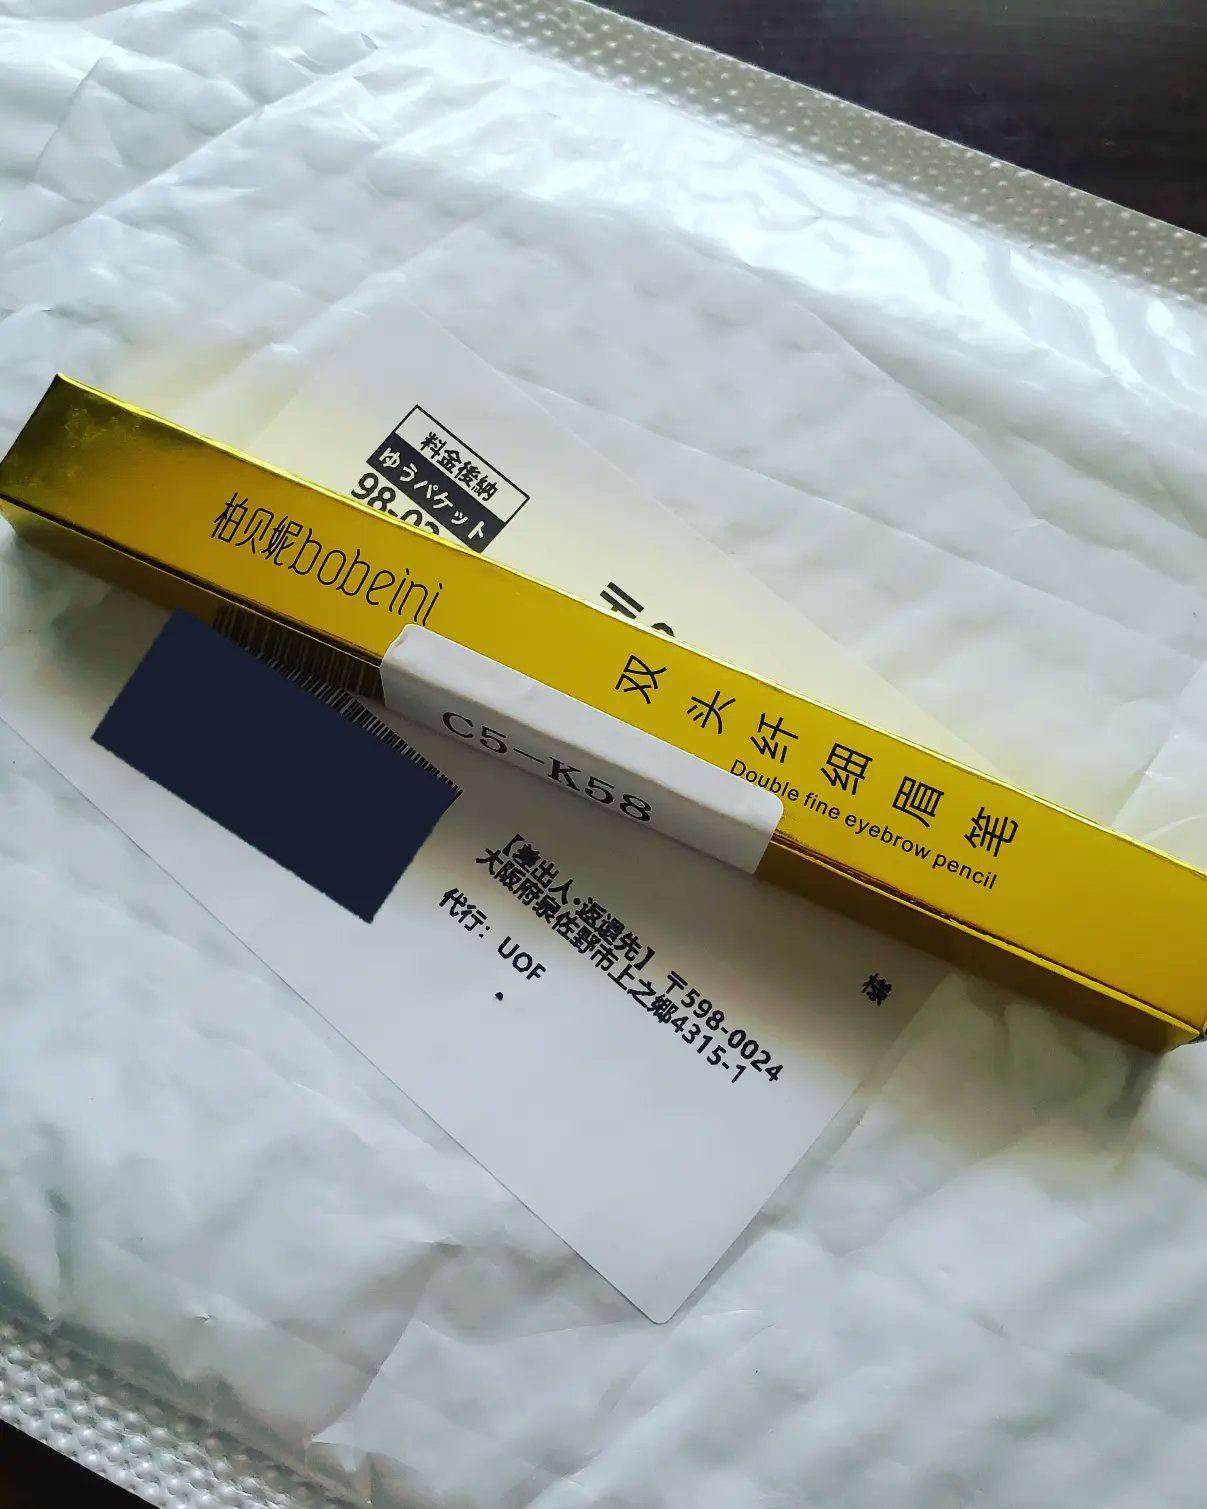 料金後納
ゆうパケット
柏贝妮bobeini
双头纤细眉笔
Double fine eyebrow pencil
C5-K58
様
【差出人・返還先】 〒598-0024
大阪府泉佐野市上之郷4315-1
代行：UOF